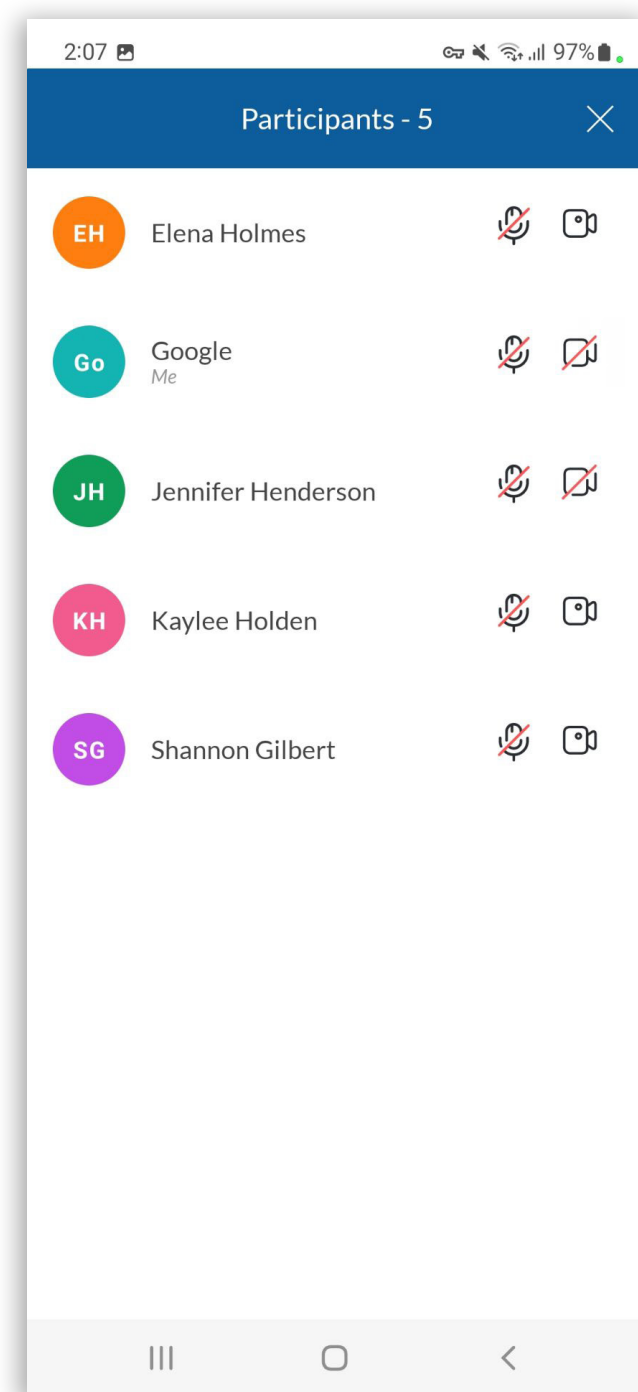 2:07 97%
Participants - 5
EH Elena Holmes
Go Google
Me
JH Jennifer Henderson
KH Kaylee Holden
SG Shannon Gilbert